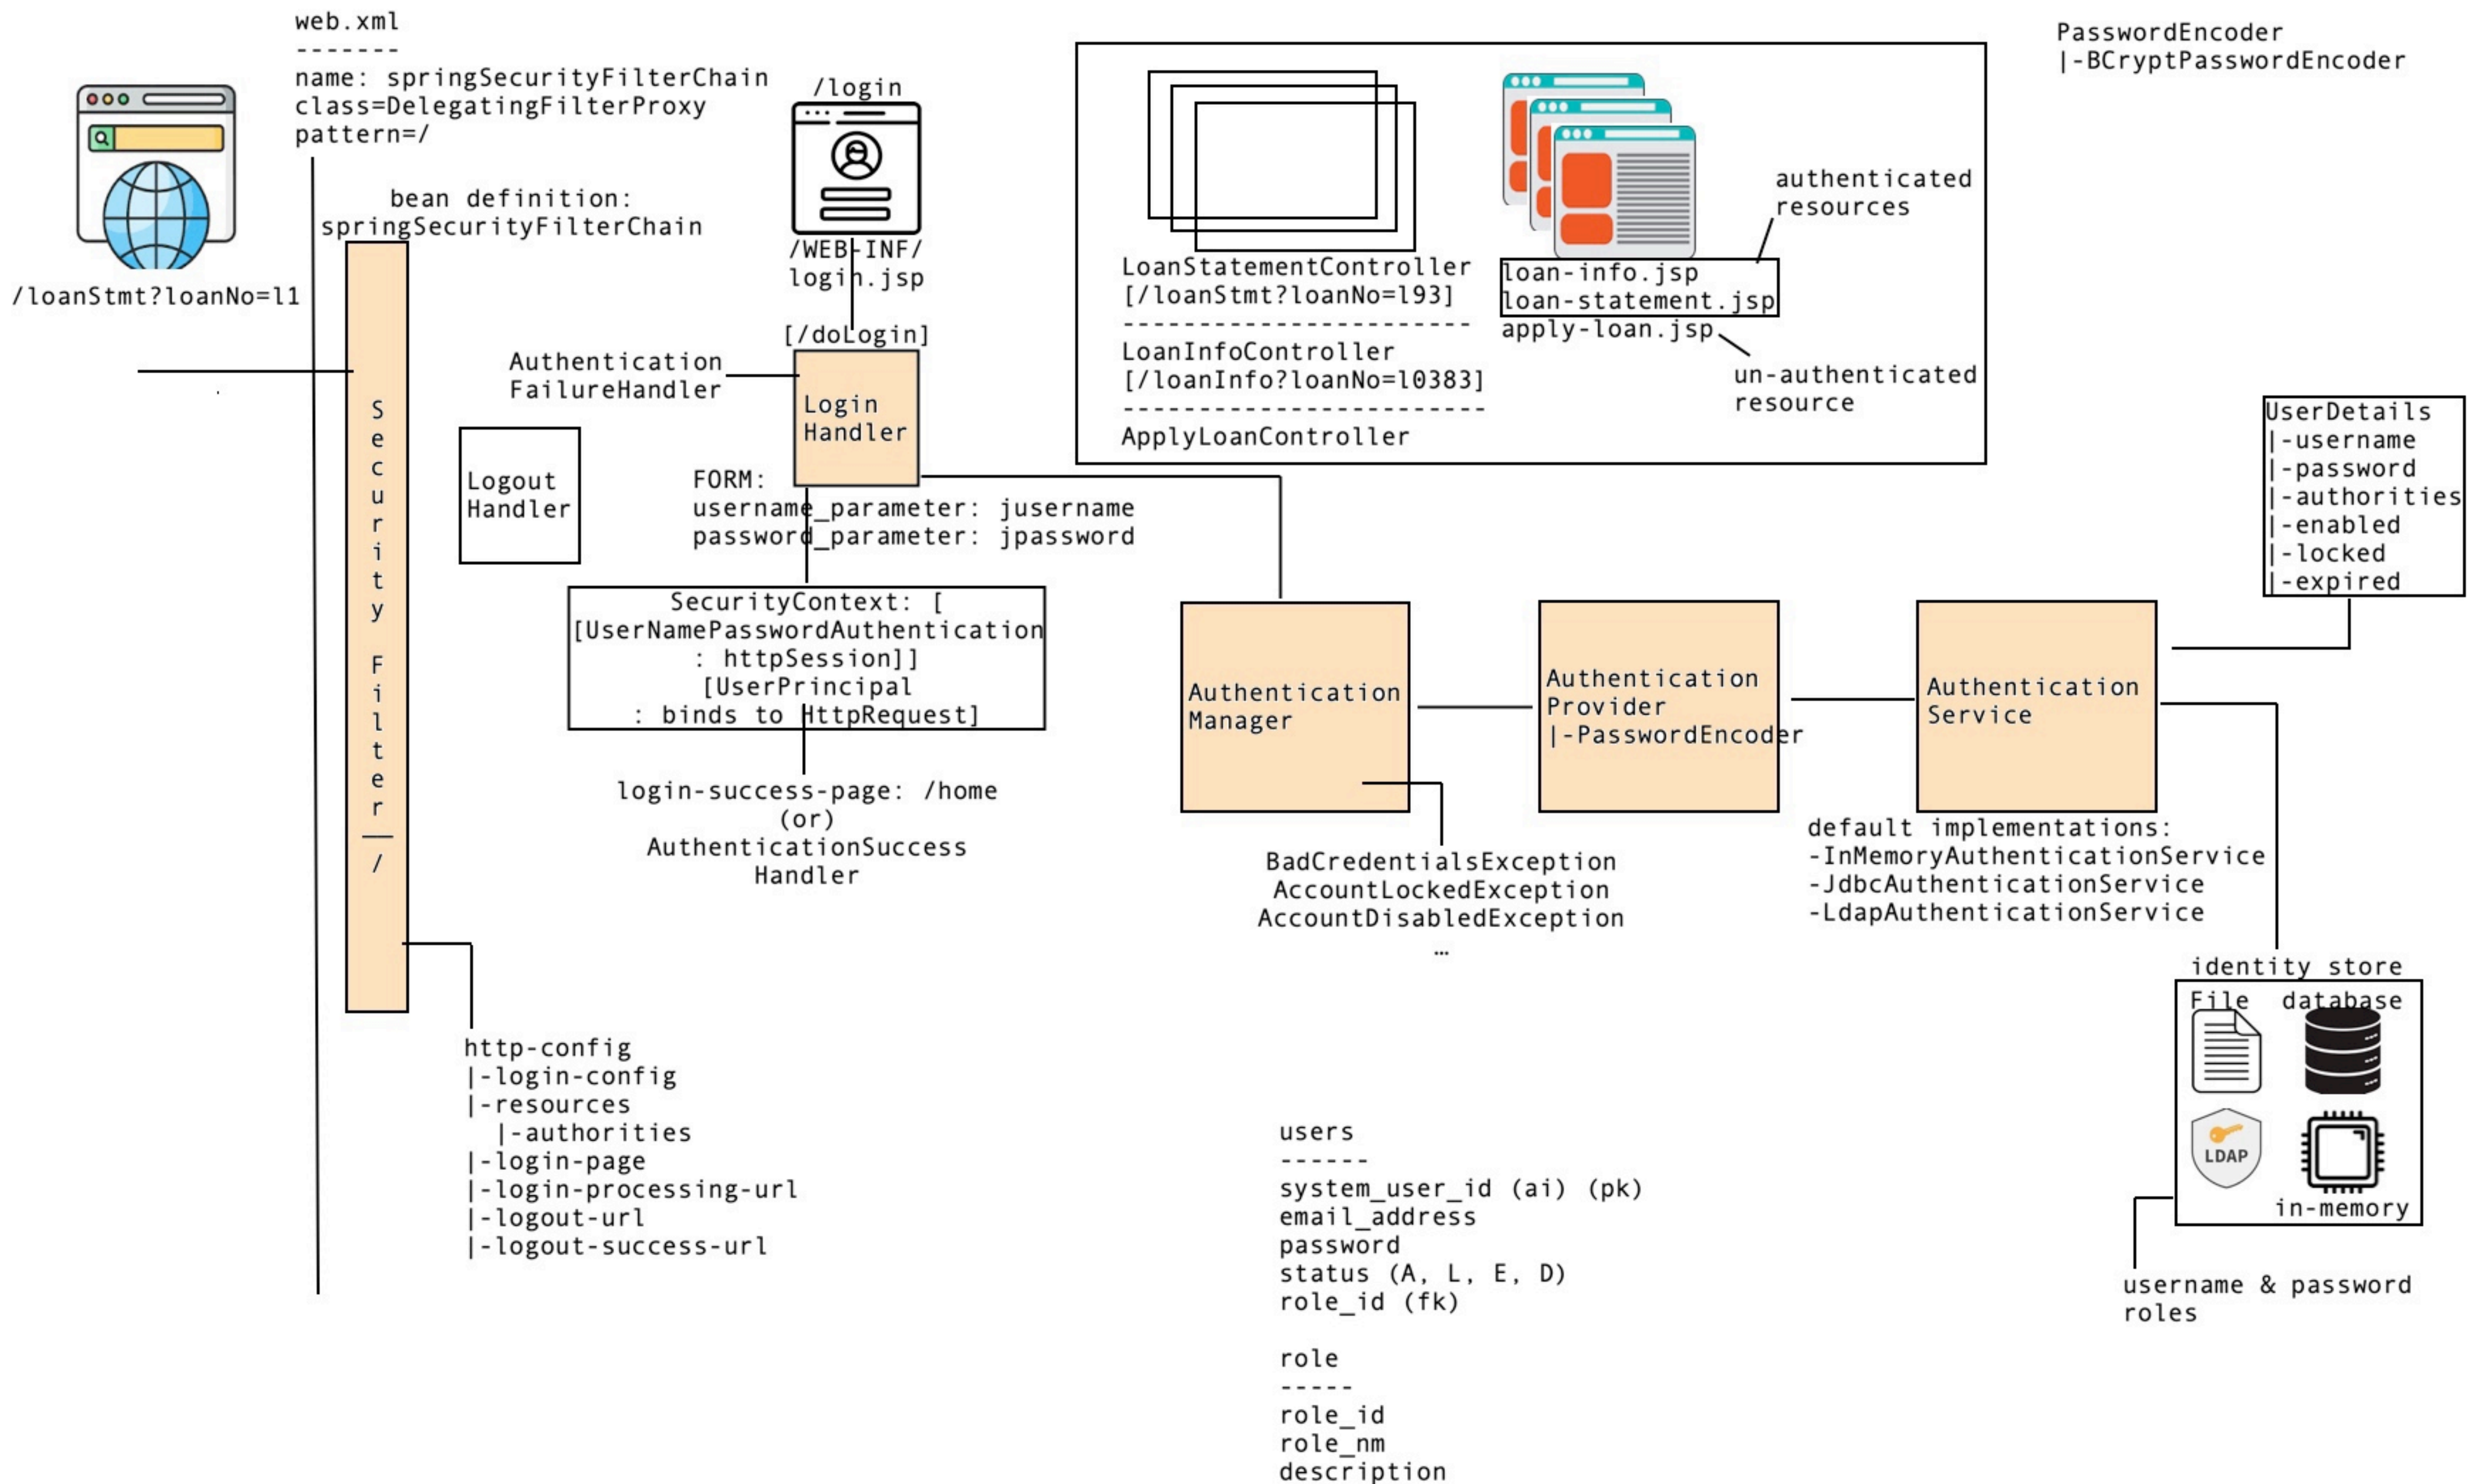 web.xml
-------
name: springSecurityFilterChain
class=DelegatingFilterProxy
pattern=/
/loanStmt?loanNo=l1
bean definition:
springSecurityFilterChain
Security Filter
/
/login
/WEB-INF/
login.jsp
[/doLogin]
Authentication
FailureHandler
Login
Handler
Logout
Handler
FORM:
username_parameter: jusername
password_parameter: jpassword
SecurityContext: [
[UserNamePasswordAuthentication
: httpSession]]
[UserPrincipal
: binds to HttpRequest]
login-success-page: /home
(or)
AuthenticationSuccess
Handler
http-config
|-login-config
|-resources
|-authorities
|-login-page
|-login-processing-url
|-logout-url
|-logout-success-url
LoanStatementController
[/loanStmt?loanNo=l93]
-----------------------
LoanInfoController
[/loanInfo?loanNo=l0383]
------------------------
ApplyLoanController
loan-info.jsp
loan-statement.jsp
apply-loan.jsp
authenticated
resources
un-authenticated
resource
PasswordEncoder
|-BCryptPasswordEncoder
UserDetails
|-username
|-password
|-authorities
|-enabled
|-locked
|-expired
Authentication
Manager
BadCredentialsException
AccountLockedException
AccountDisabledException
…
Authentication
Provider
|-PasswordEncoder
Authentication
Service
default implementations:
-InMemoryAuthenticationService
-JdbcAuthenticationService
-LdapAuthenticationService
identity store
File database
LDAP
in-memory
username & password
roles
users
------
system_user_id (ai) (pk)
email_address
password
status (A, L, E, D)
role_id (fk)
role
-----
role_id
role_nm
description